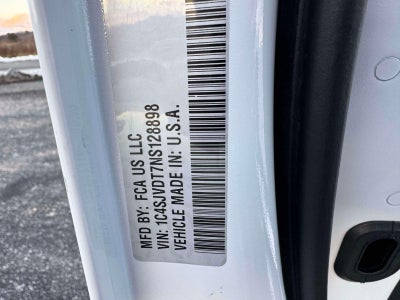 MFD BY: FCA US LLC
VIN: 1C4SJVDT7NS128898
VEHICLE MADE IN: U.S.A.